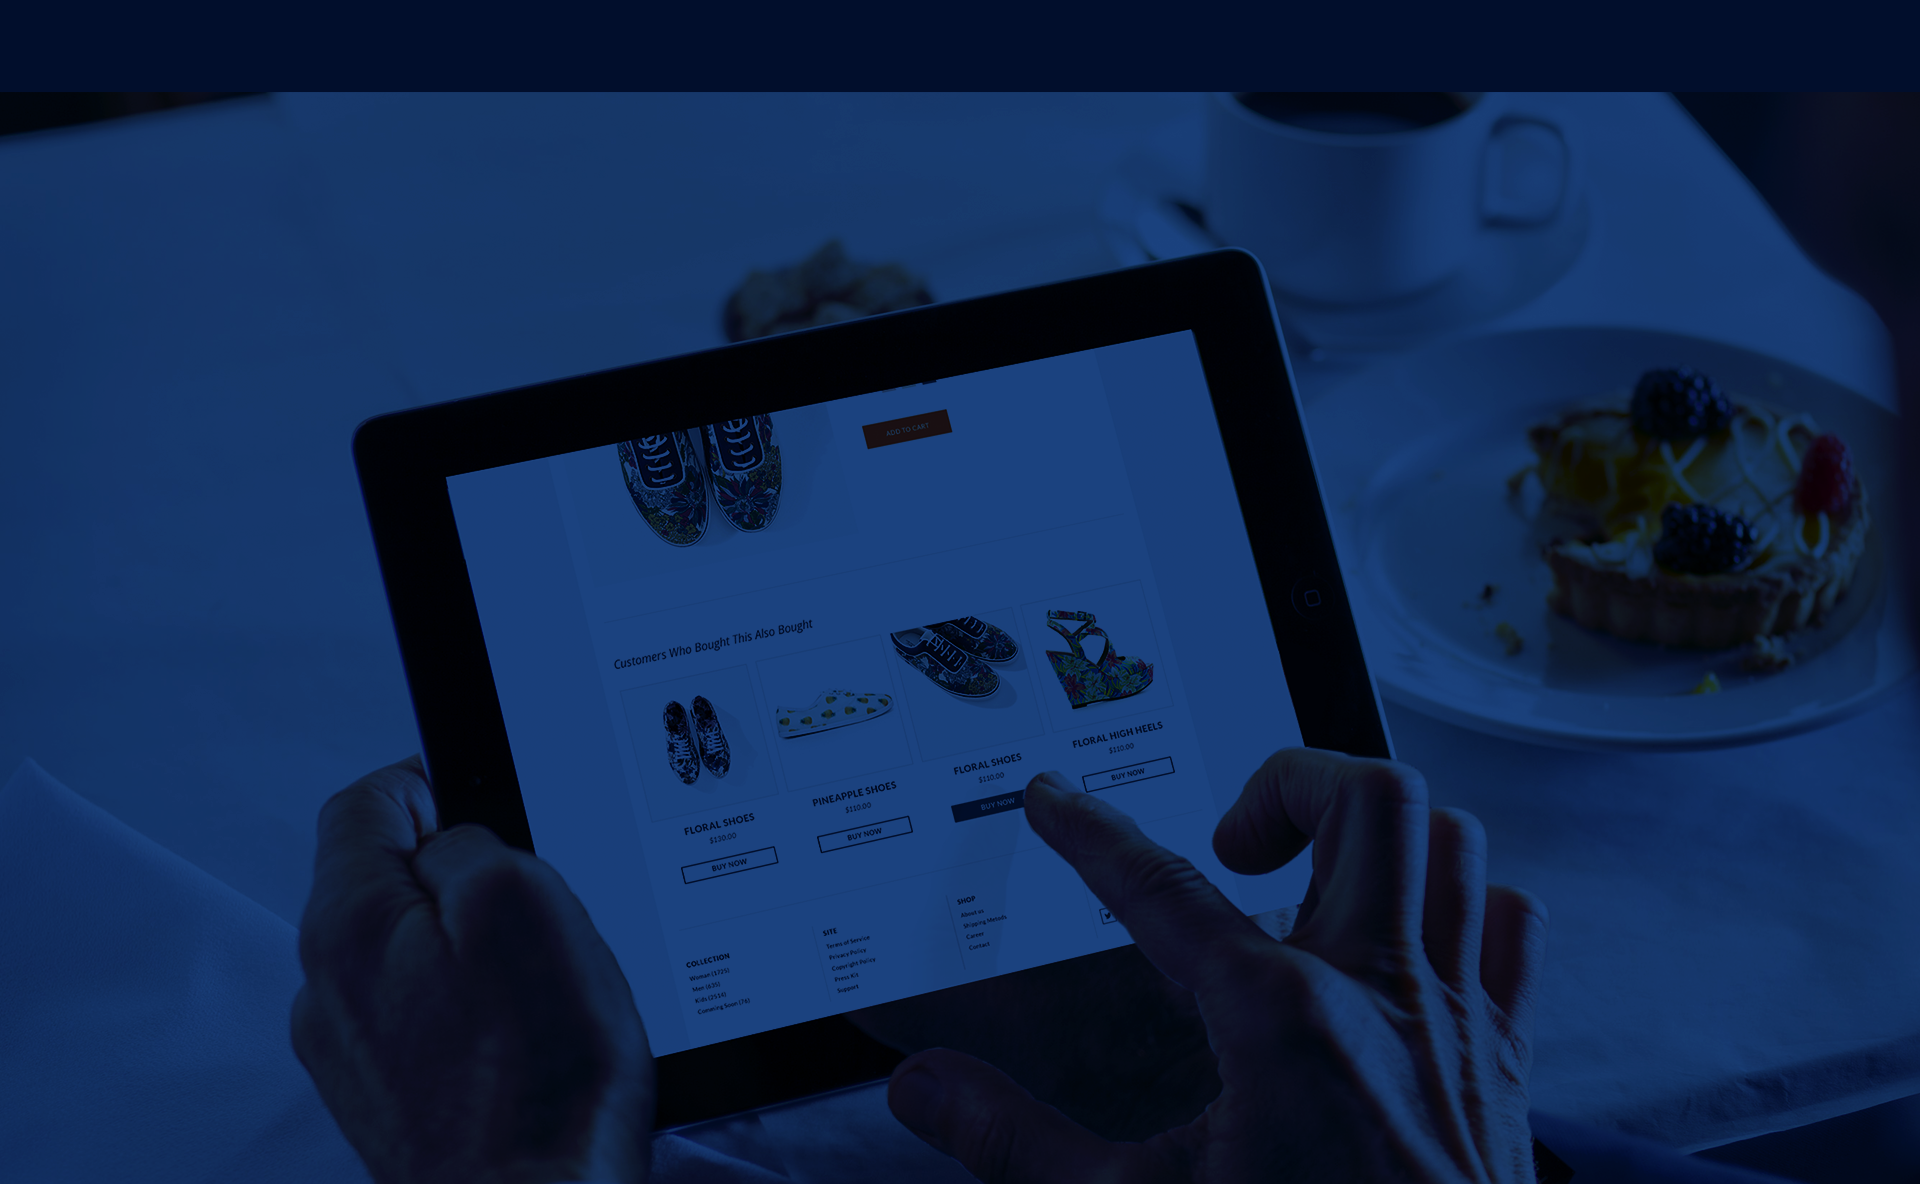 ADD TO CART
Customers Who Bought This Also Bought
FLORAL SHOES
$130.00
BUY NOW
PINEAPPLE SHOES
$110.00
BUY NOW
FLORAL SHOES
$110.00
BUY NOW
FLORAL HIGH HEELS
$110.00
BUY NOW
COLLECTION
Women (1725)
Men (635)
Kids (2514)
Comming Soon (76)
SITE
Terms of Service
Privacy Policy
Copyright Policy
Press Kit
Support
SHOP
About us
Shipping Metods
Career
Contact